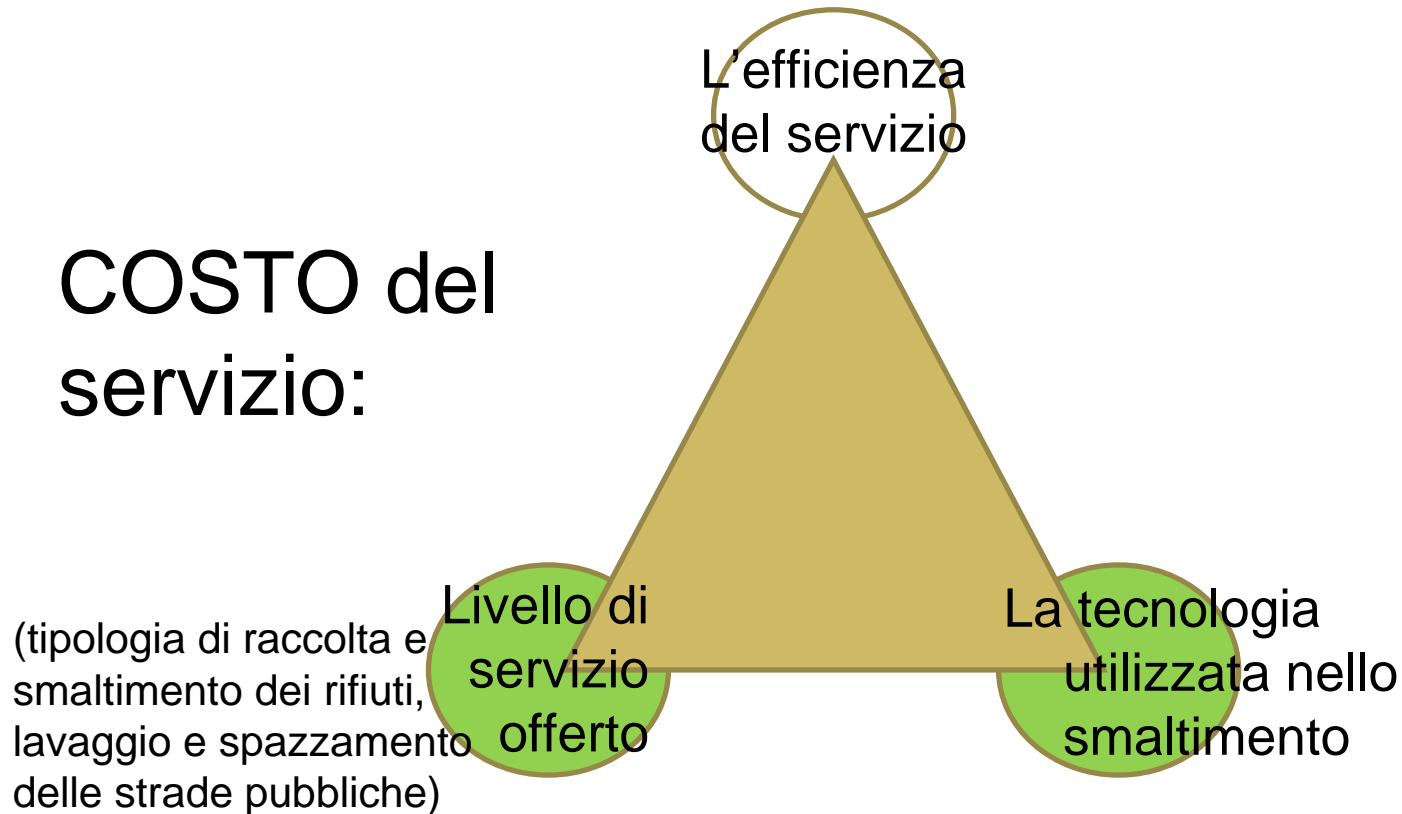 L’efficienza
del servizio
COSTO del
servizio:
Livello di
servizio
offerto
(tipologia di raccolta e
smaltimento dei rifiuti,
lavaggio e spazzamento
delle strade pubbliche)
La tecnologia
utilizzata nello
smaltimento